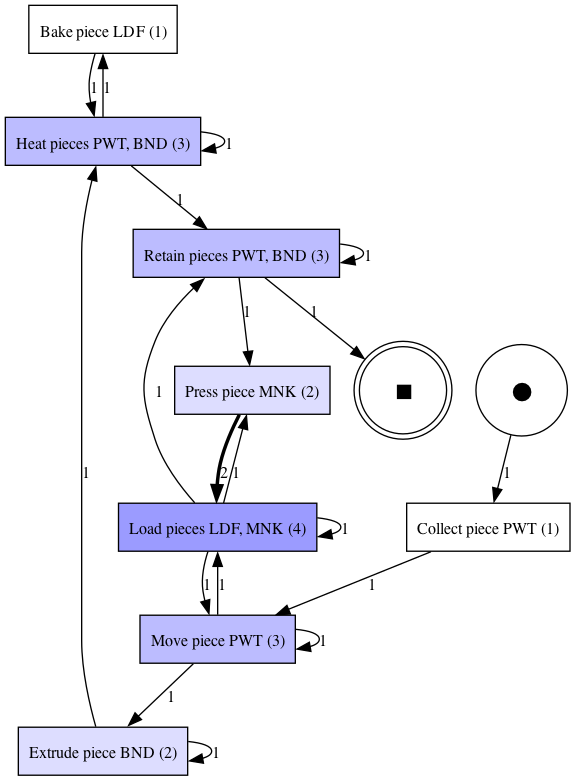 Bake piece LDF (1)
1
1
Heat pieces PWT, BND (3)
1
1
Retain pieces PWT, BND (3)
1
1
1
Press piece MNK (2)
1
2
1
1
1
Load pieces LDF, MNK (4)
1
Collect piece PWT (1)
1
1
1
Move piece PWT (3)
1
1
Extrude piece BND (2)
1